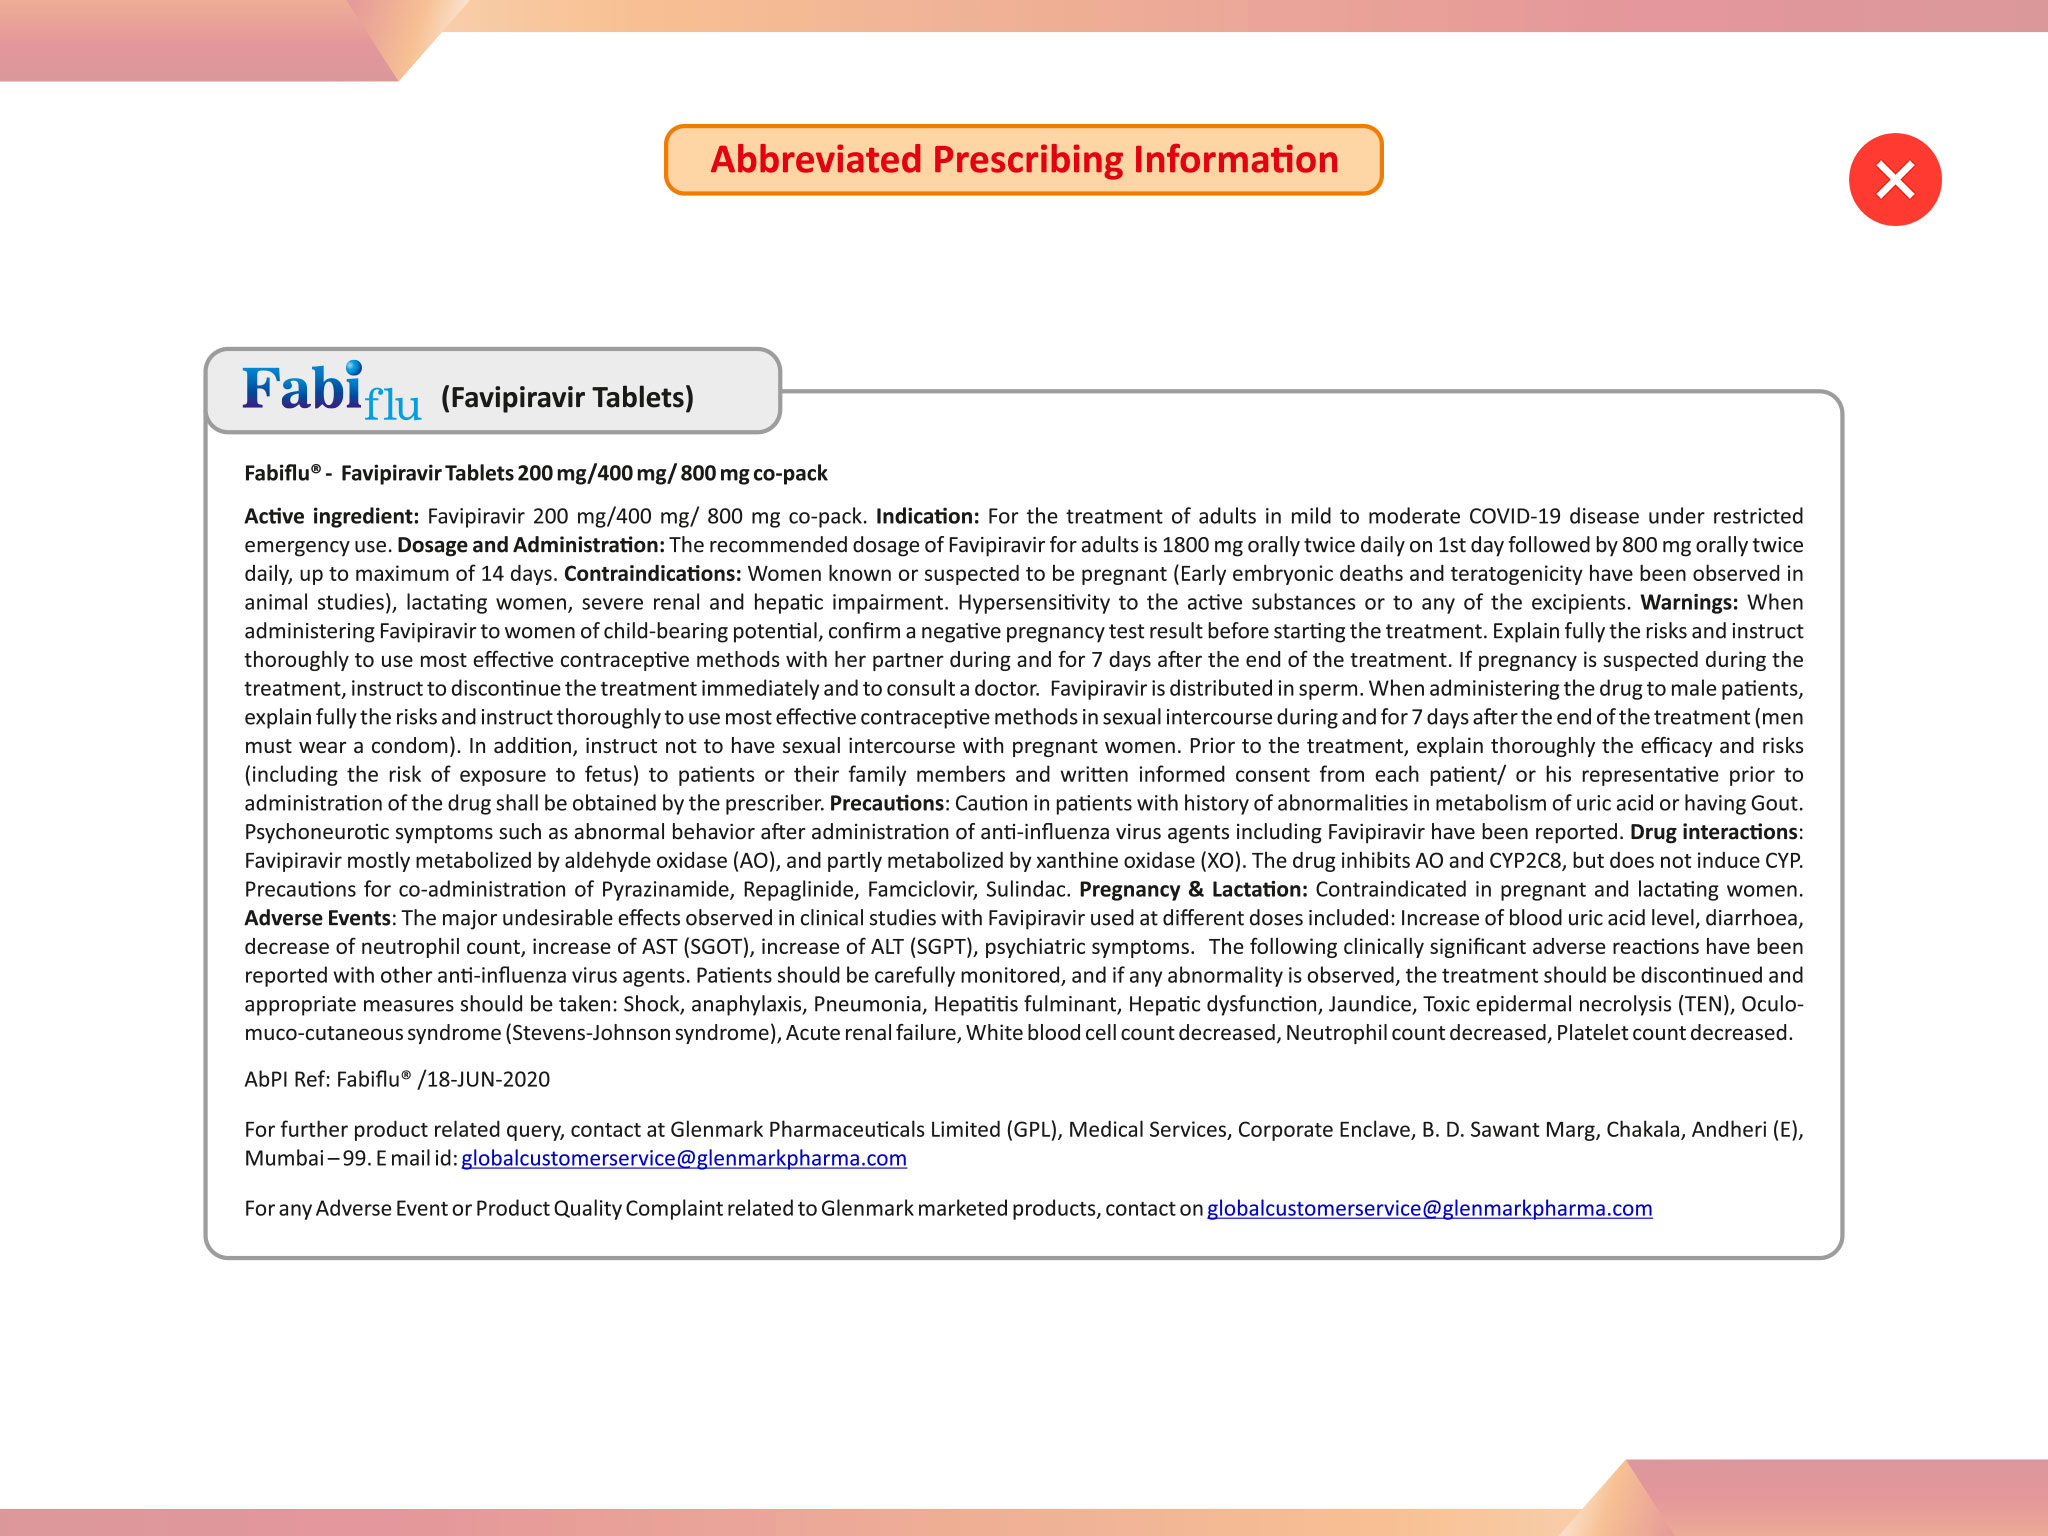 Abbreviated Prescribing Information
Fabiflu (Favipiravir Tablets)
Fabiflu® - Favipiravir Tablets 200 mg/400 mg/ 800 mg co-pack
Active ingredient: Favipiravir 200 mg/400 mg/ 800 mg co-pack. Indication: For the treatment of adults in mild to moderate COVID-19 disease under restricted
emergency use. Dosage and Administration: The recommended dosage of Favipiravir for adults is 1800 mg orally twice daily on 1st day followed by 800 mg orally twice
daily, up to maximum of 14 days. Contraindications: Women known or suspected to be pregnant (Early embryonic deaths and teratogenicity have been observed in
animal studies), lactating women, severe renal and hepatic impairment. Hypersensitivity to the active substances or to any of the excipients. Warnings: When
administering Favipiravir to women of child-bearing potential, confirm a negative pregnancy test result before starting the treatment. Explain fully the risks and instruct
thoroughly to use most effective contraceptive methods with her partner during and for 7 days after the end of the treatment. If pregnancy is suspected during the
treatment, instruct to discontinue the treatment immediately and to consult a doctor. Favipiravir is distributed in sperm. When administering the drug to male patients,
explain fully the risks and instruct thoroughly to use most effective contraceptive methods in sexual intercourse during and for 7 days after the end of the treatment (men
must wear a condom). In addition, instruct not to have sexual intercourse with pregnant women. Prior to the treatment, explain thoroughly the efficacy and risks
(including the risk of exposure to fetus) to patients or their family members and written informed consent from each patient/ or his representative prior to
administration of the drug shall be obtained by the prescriber. Precautions: Caution in patients with history of abnormalities in metabolism of uric acid or having Gout.
Psychoneurotic symptoms such as abnormal behavior after administration of anti-influenza virus agents including Favipiravir have been reported. Drug interactions:
Favipiravir mostly metabolized by aldehyde oxidase (AO), and partly metabolized by xanthine oxidase (XO). The drug inhibits AO and CYP2C8, but does not induce CYP.
Precautions for co-administration of Pyrazinamide, Repaglinide, Famciclovir, Sulindac. Pregnancy & Lactation: Contraindicated in pregnant and lactating women.
Adverse Events: The major undesirable effects observed in clinical studies with Favipiravir used at different doses included: Increase of blood uric acid level, diarrhoea,
decrease of neutrophil count, increase of AST (SGOT), increase of ALT (SGPT), psychiatric symptoms. The following clinically significant adverse reactions have been
reported with other anti-influenza virus agents. Patients should be carefully monitored, and if any abnormality is observed, the treatment should be discontinued and
appropriate measures should be taken: Shock, anaphylaxis, Pneumonia, Hepatitis fulminant, Hepatic dysfunction, Jaundice, Toxic epidermal necrolysis (TEN), Oculo-
muco-cutaneous syndrome (Stevens-Johnson syndrome), Acute renal failure, White blood cell count decreased, Neutrophil count decreased, Platelet count decreased.
AbPI Ref: Fabiflu® /18-JUN-2020
For further product related query, contact at Glenmark Pharmaceuticals Limited (GPL), Medical Services, Corporate Enclave, B. D. Sawant Marg, Chakala, Andheri (E),
Mumbai – 99. E mail id: globalcustomerservice@glenmarkpharma.com
For any Adverse Event or Product Quality Complaint related to Glenmark marketed products, contact on globalcustomerservice@glenmarkpharma.com